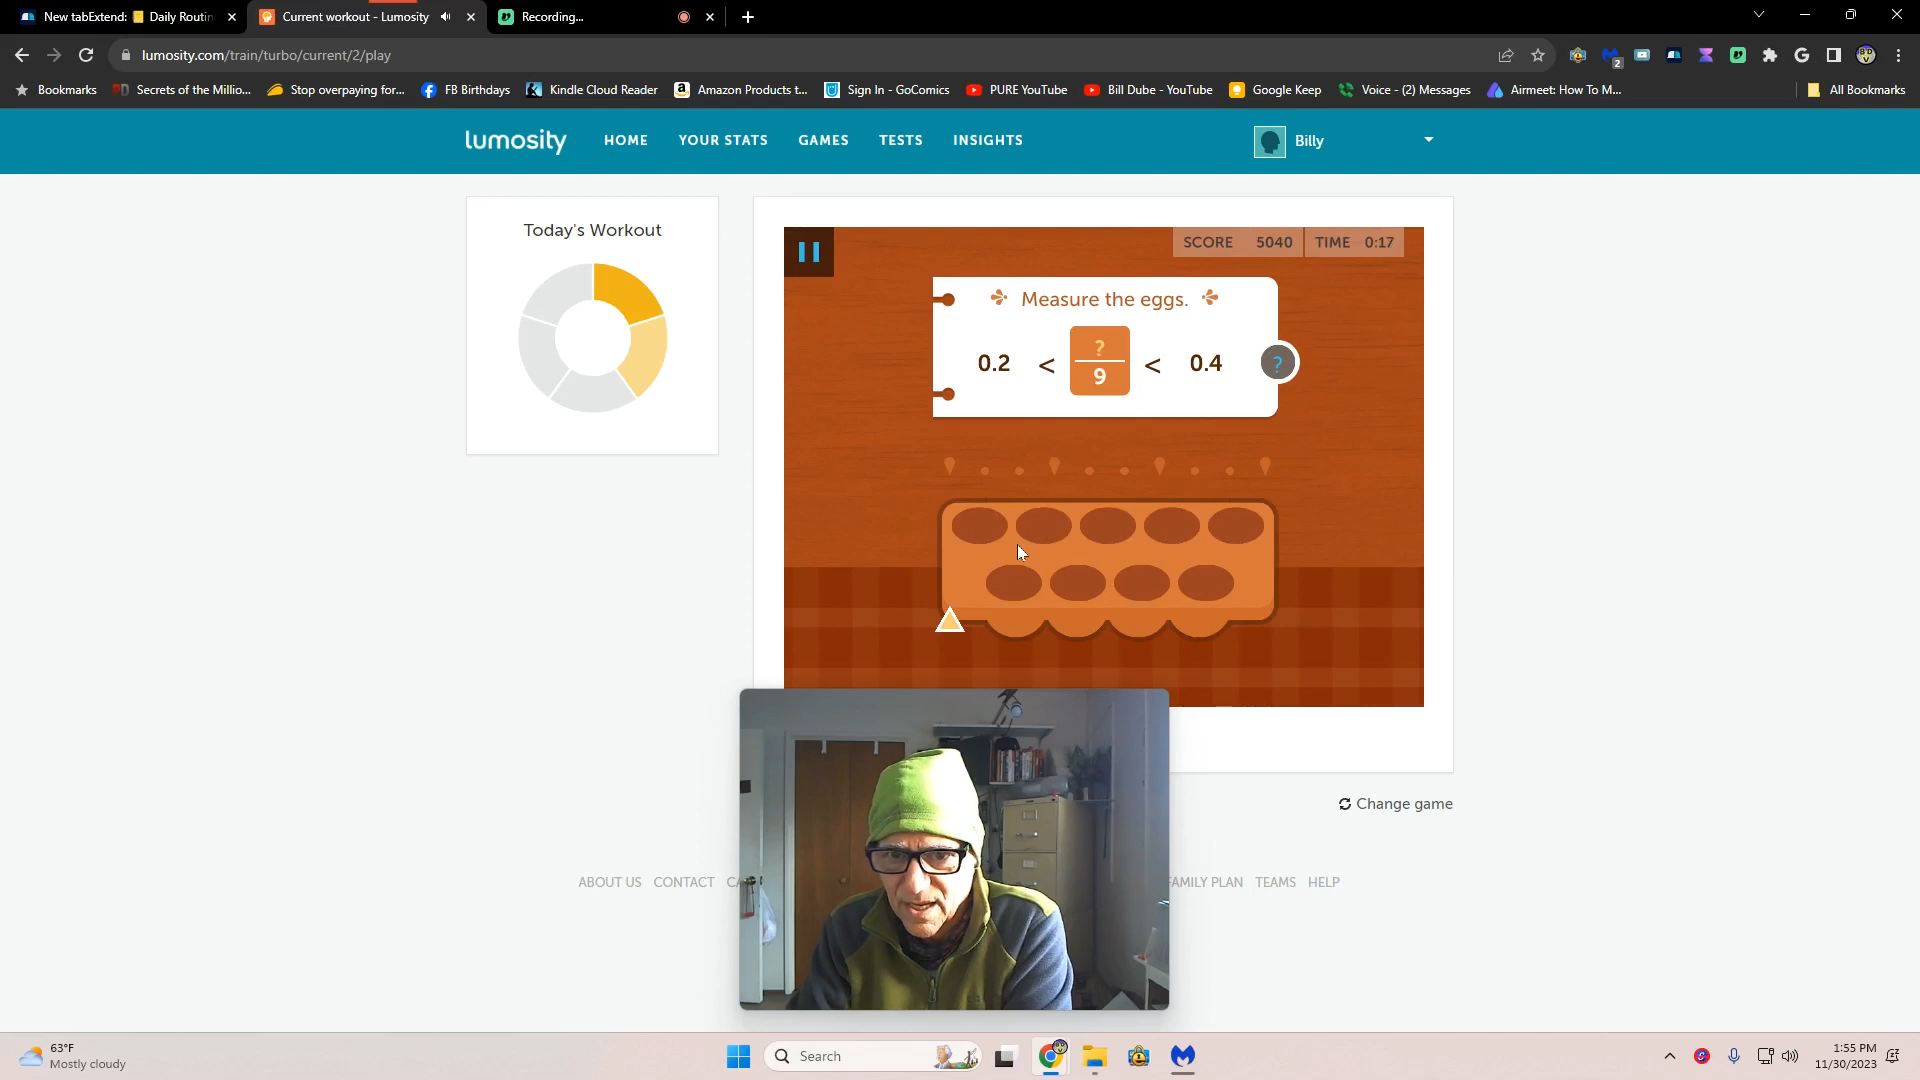 New tabExtend: Daily Routin
Current workout - Lumosity
Recording...
lumosity.com/train/turbo/current/2/play
2
Bookmarks
Secrets of the Millio...
Stop overpaying for...
FB Birthdays
Kindle Cloud Reader
Amazon Products t...
Sign In - GoComics
PURE YouTube
Bill Dube - YouTube
Google Keep
Voice - (2) Messages
Airmeet: How To M...
All Bookmarks
lumosity
HOME
YOUR STATS
GAMES
TESTS
INSIGHTS
Billy
Today's Workout
SCORE 5040
TIME 0:17
Measure the eggs.
0.2 < ?/9 < 0.4
?
Change game
ABOUT US
CONTACT
FAMILY PLAN
TEAMS
HELP
63°F
Mostly cloudy
Search
1:55 PM
11/30/2023